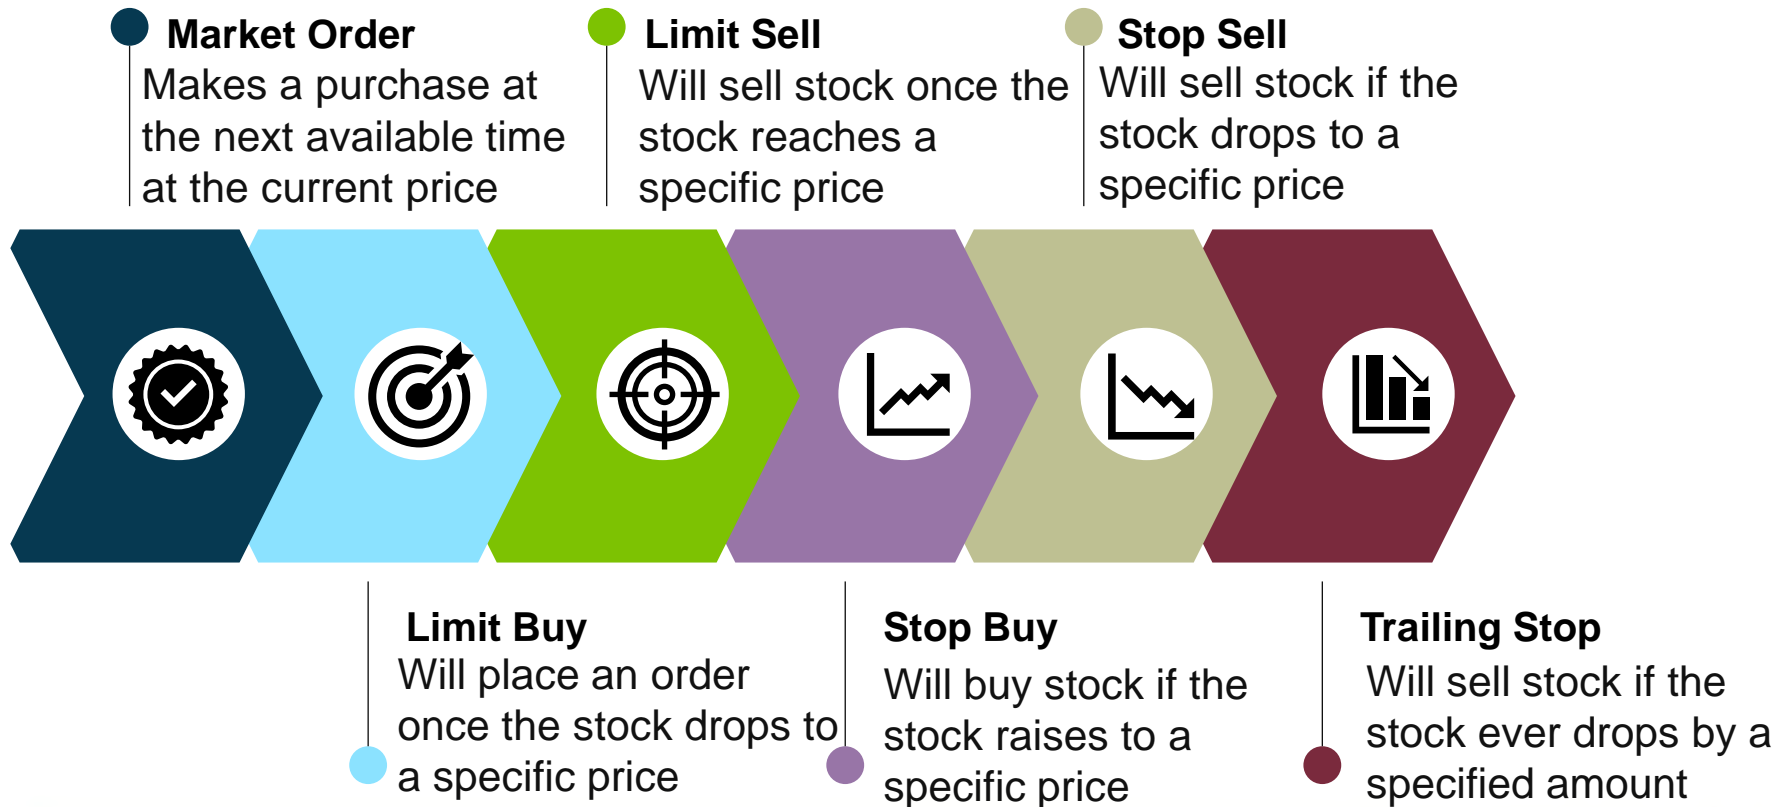 Market Order
Makes a purchase at
the next available time
at the current price
Limit Sell
Will sell stock once the
stock reaches a
specific price
Stop Sell
Will sell stock if the
stock drops to a
specific price
Limit Buy
Will place an order
once the stock drops to
a specific price
Stop Buy
Will buy stock if the
stock raises to a
specific price
Trailing Stop
Will sell stock if the
stock ever drops by a
specified amount